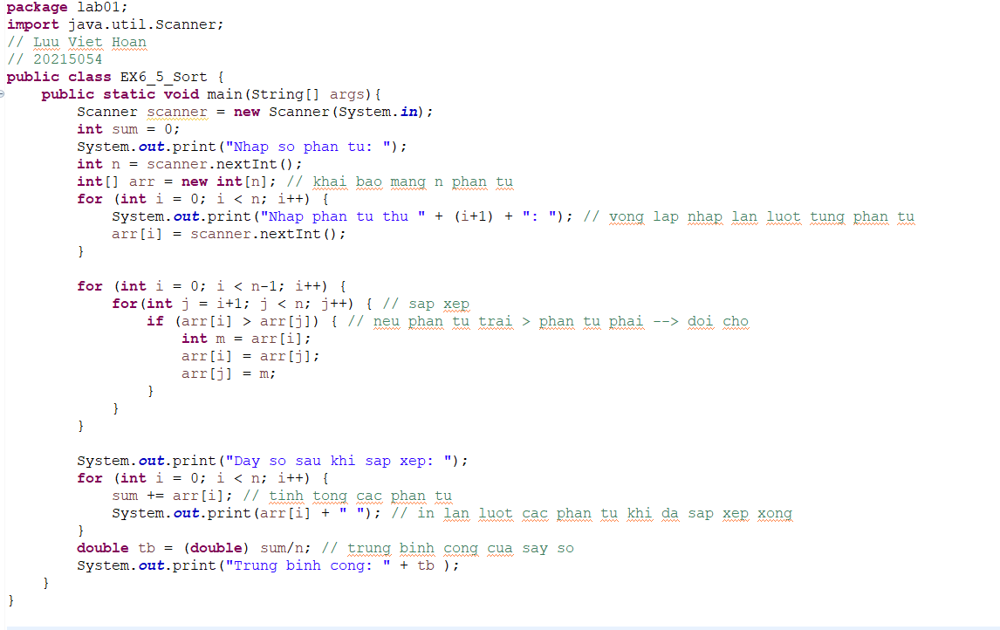 package lab01;
import java.util.Scanner;
// Luu Viet Hoan
// 20215054
public class EX6_5_Sort {
    public static void main(String[] args){
        Scanner scanner = new Scanner(System.in);
        int sum = 0;
        System.out.print("Nhap so phan tu: ");
        int n = scanner.nextInt();
        int[] arr = new int[n]; // khai bao mang n phan tu
        for (int i = 0; i < n; i++) {
            System.out.print("Nhap phan tu thu " + (i+1) + ": "); // vong lap nhap lan luot tung phan tu
            arr[i] = scanner.nextInt();
        }

        for (int i = 0; i < n-1; i++) {
            for(int j = i+1; j < n; j++) { // sap xep
                if (arr[i] > arr[j]) { // neu phan tu trai > phan tu phai --> doi cho
                    int m = arr[i];
                    arr[i] = arr[j];
                    arr[j] = m;
                }
            }
        }

        System.out.print("Day so sau khi sap xep: ");
        for (int i = 0; i < n; i++) {
            sum += arr[i]; // tinh tong cac phan tu
            System.out.print(arr[i] + " "); // in lan luot cac phan tu khi da sap xep xong
        }
        double tb = (double) sum/n; // trung binh cong cua say so
        System.out.print("Trung binh cong: " + tb );
    }
}